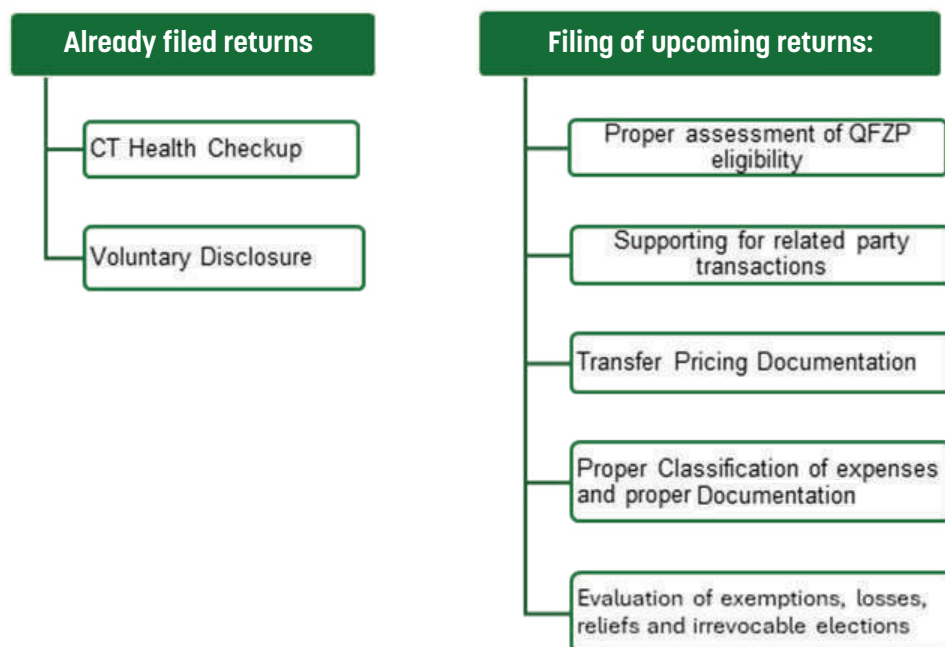 Already filed returns
CT Health Checkup
Voluntary Disclosure
Filing of upcoming returns:
Proper assessment of QFZP
eligibility
Supporting for related party
transactions
Transfer Pricing Documentation
Proper Classification of expenses
and proper Documentation
Evaluation of exemptions, losses,
reliefs and irrevocable elections